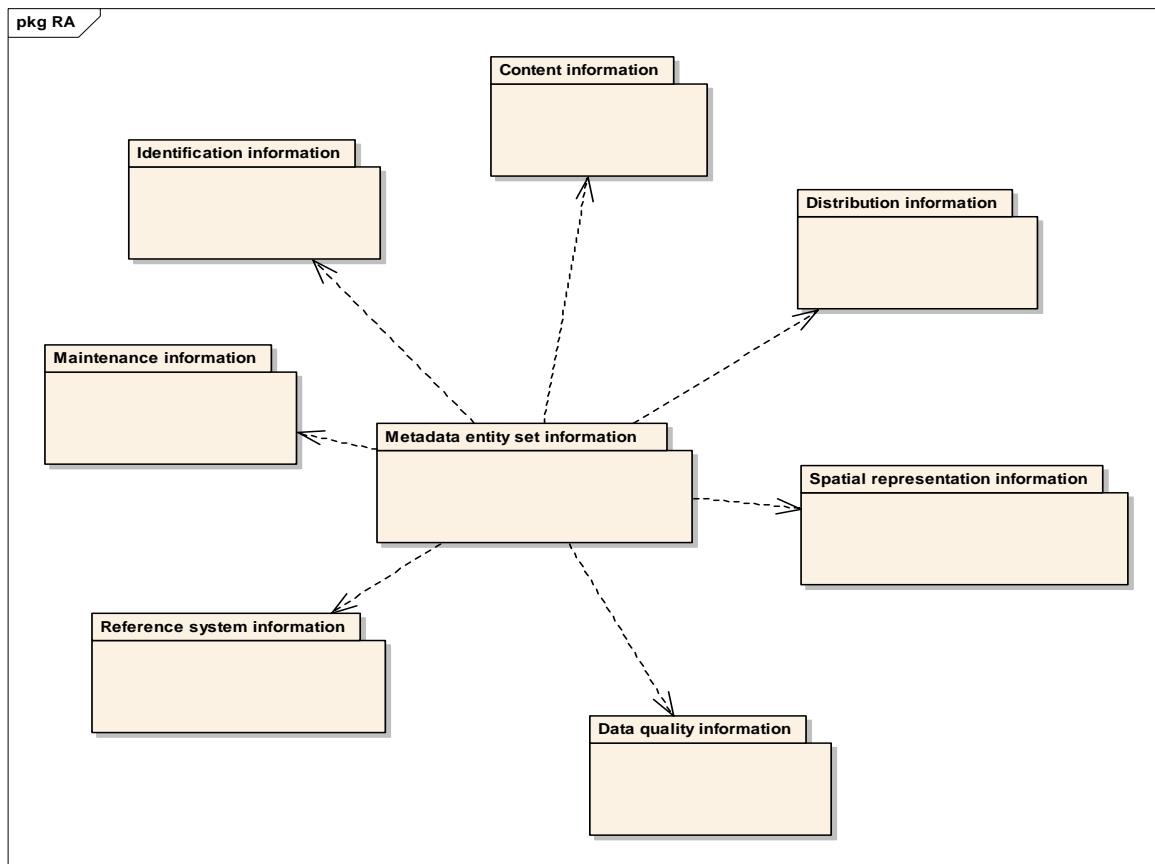 pkg RA
Content information
Identification information
Distribution information
Maintenance information
Metadada entity set information
Spatial representation information
Reference system information
Data quality information